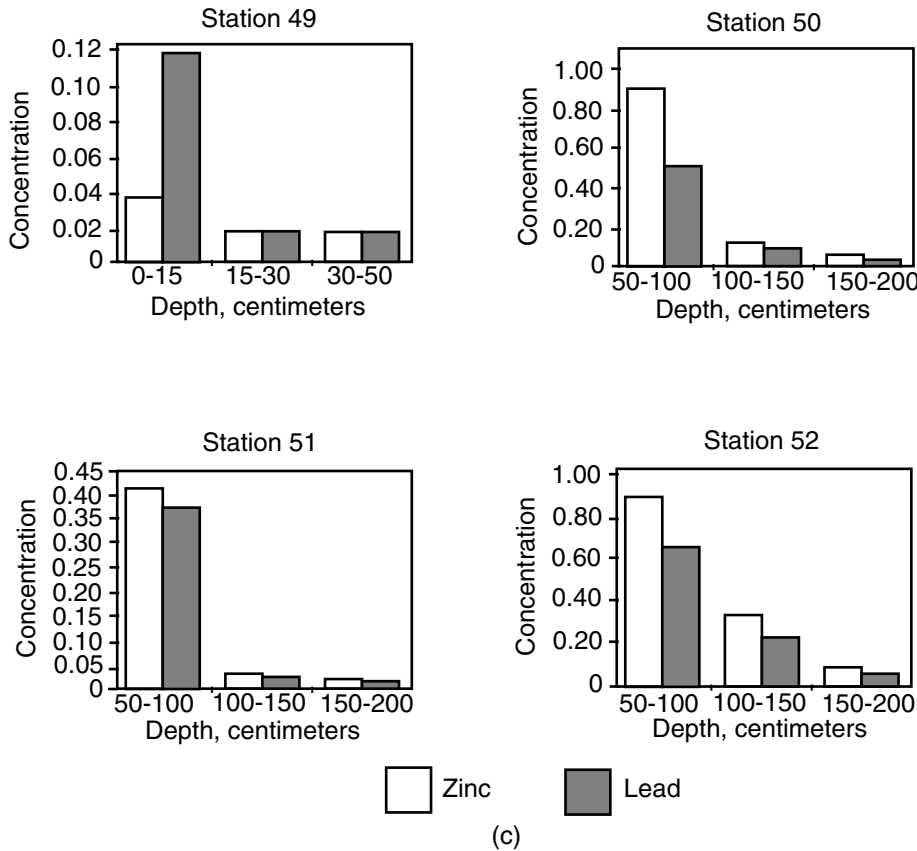 Station 49
0.12
0.10
0.08
0.06
0.04
0.02
0
Concentration
0-15 15-30 30-50
Depth, centimeters
Station 50
1.00
0.80
0.60
0.40
0.20
0
Concentration
50-100 100-150 150-200
Depth, centimeters
Station 51
0.45
0.40
0.35
0.30
0.25
0.20
0.15
0.10
0.05
0
Concentration
50-100 100-150 150-200
Depth, centimeters
Station 52
1.00
0.80
0.60
0.40
0.20
0
Concentration
50-100 100-150 150-200
Depth, centimeters
Zinc Lead
(c)